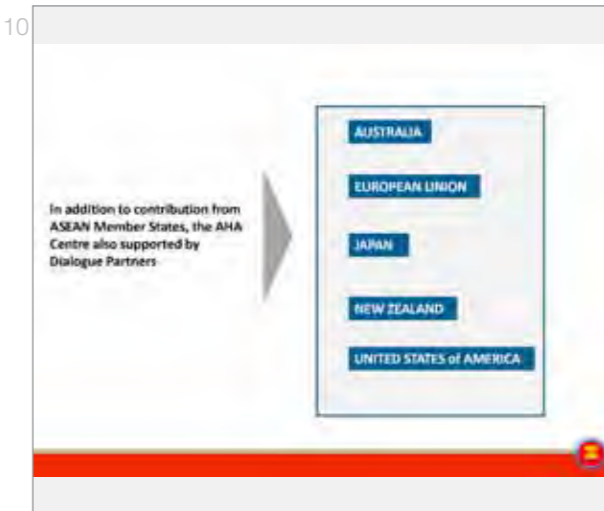 10
In addition to contribution from
ASEAN Member States, the AHA
Centre also supported by
Dialogue Partners
AUSTRALIA
EUROPEAN UNION
JAPAN
NEW ZEALAND
UNITED STATES of AMERICA